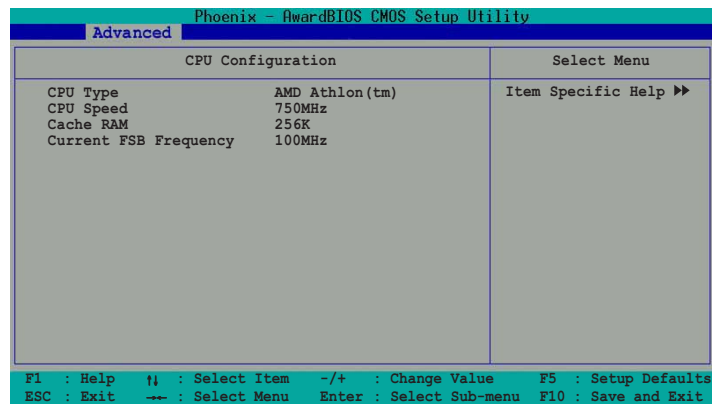 Phoenix - AwardBIOS CMOS Setup Utility
Advanced
CPU Configuration
Select Menu
CPU Type AMD Athlon(tm)
Item Specific Help ▶▶
CPU Speed 750MHz
Cache RAM 256K
Current FSB Frequency 100MHz
F1 : Help ↑↓ : Select Item -/+ : Change Value F5 : Setup Defaults
ESC : Exit →← : Select Menu Enter : Select Sub-menu F10 : Save and Exit